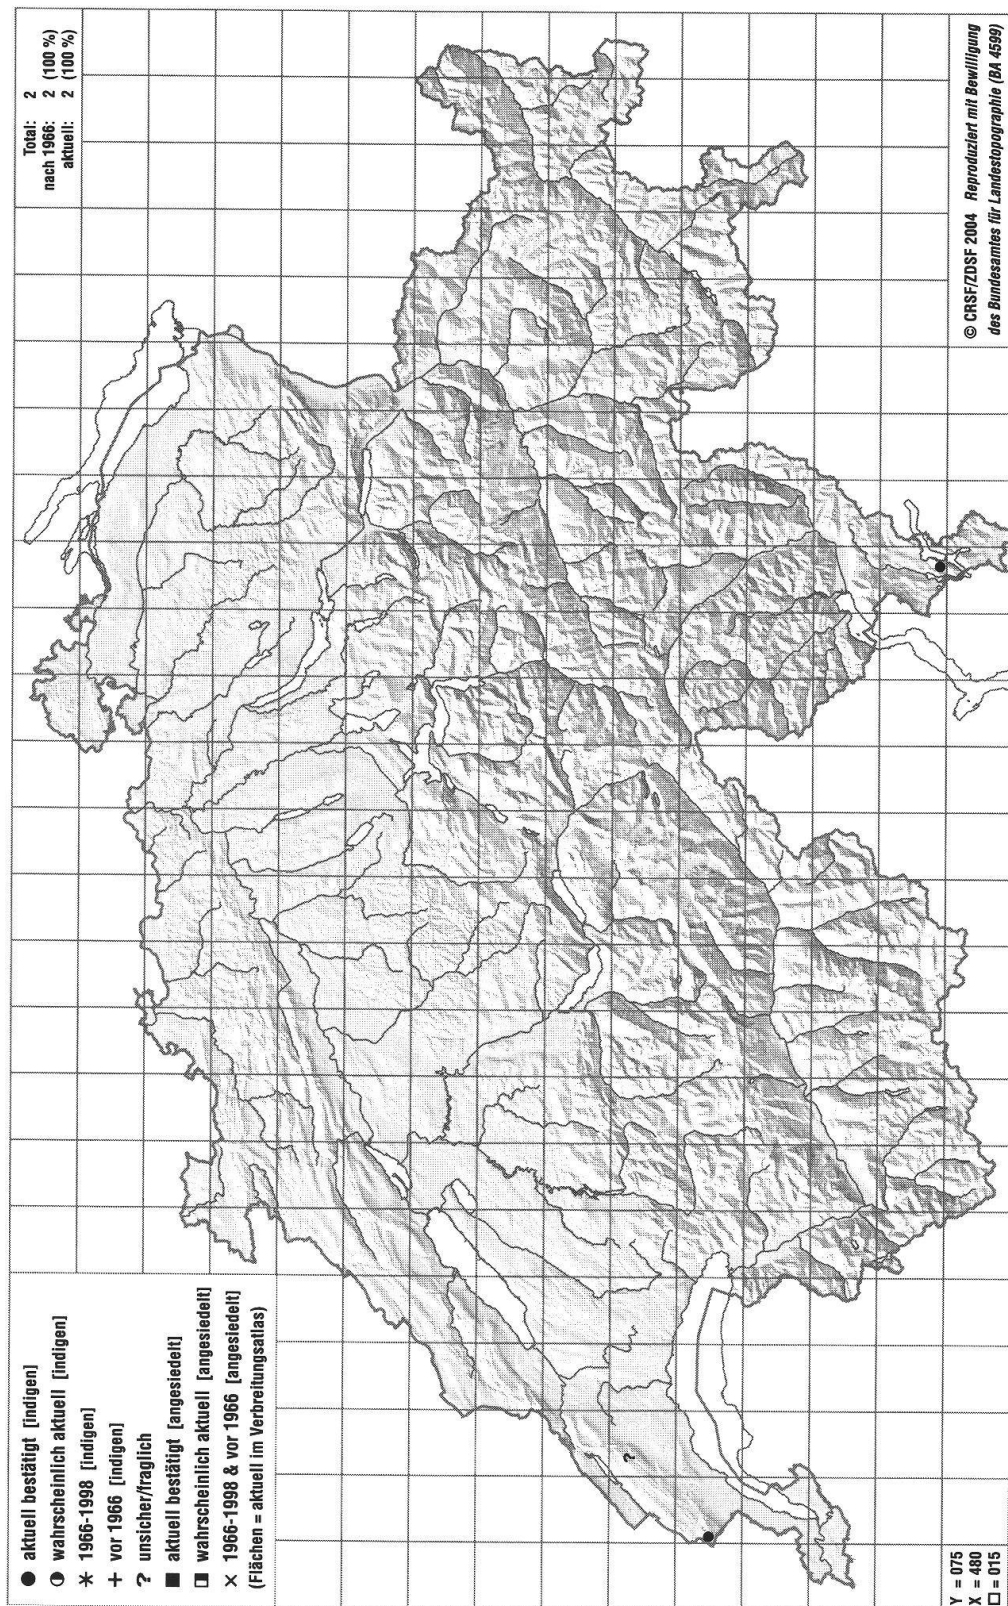 ● aktuell bestätigt [indigen]
◐ wahrscheinlich aktuell [indigen]
✶ 1966-1998 [indigen]
+ vor 1966 [indigen]
? unsicher/fraglich
■ aktuell bestätigt [angesiedelt]
◨ wahrscheinlich aktuell [angesiedelt]
× 1966-1998 & vor 1966 [angesiedelt]
(Flächen = aktuell im Verbreitungsatlas)
Total: 2
nach 1966: 2 (100 %)
aktuell: 2 (100 %)
?
Y = 075
X = 480
□ = 015
© CRSF/ZDSF 2004 Reproduziert mit Bewilligung
des Bundesamtes für Landestopographie (BA 4599)